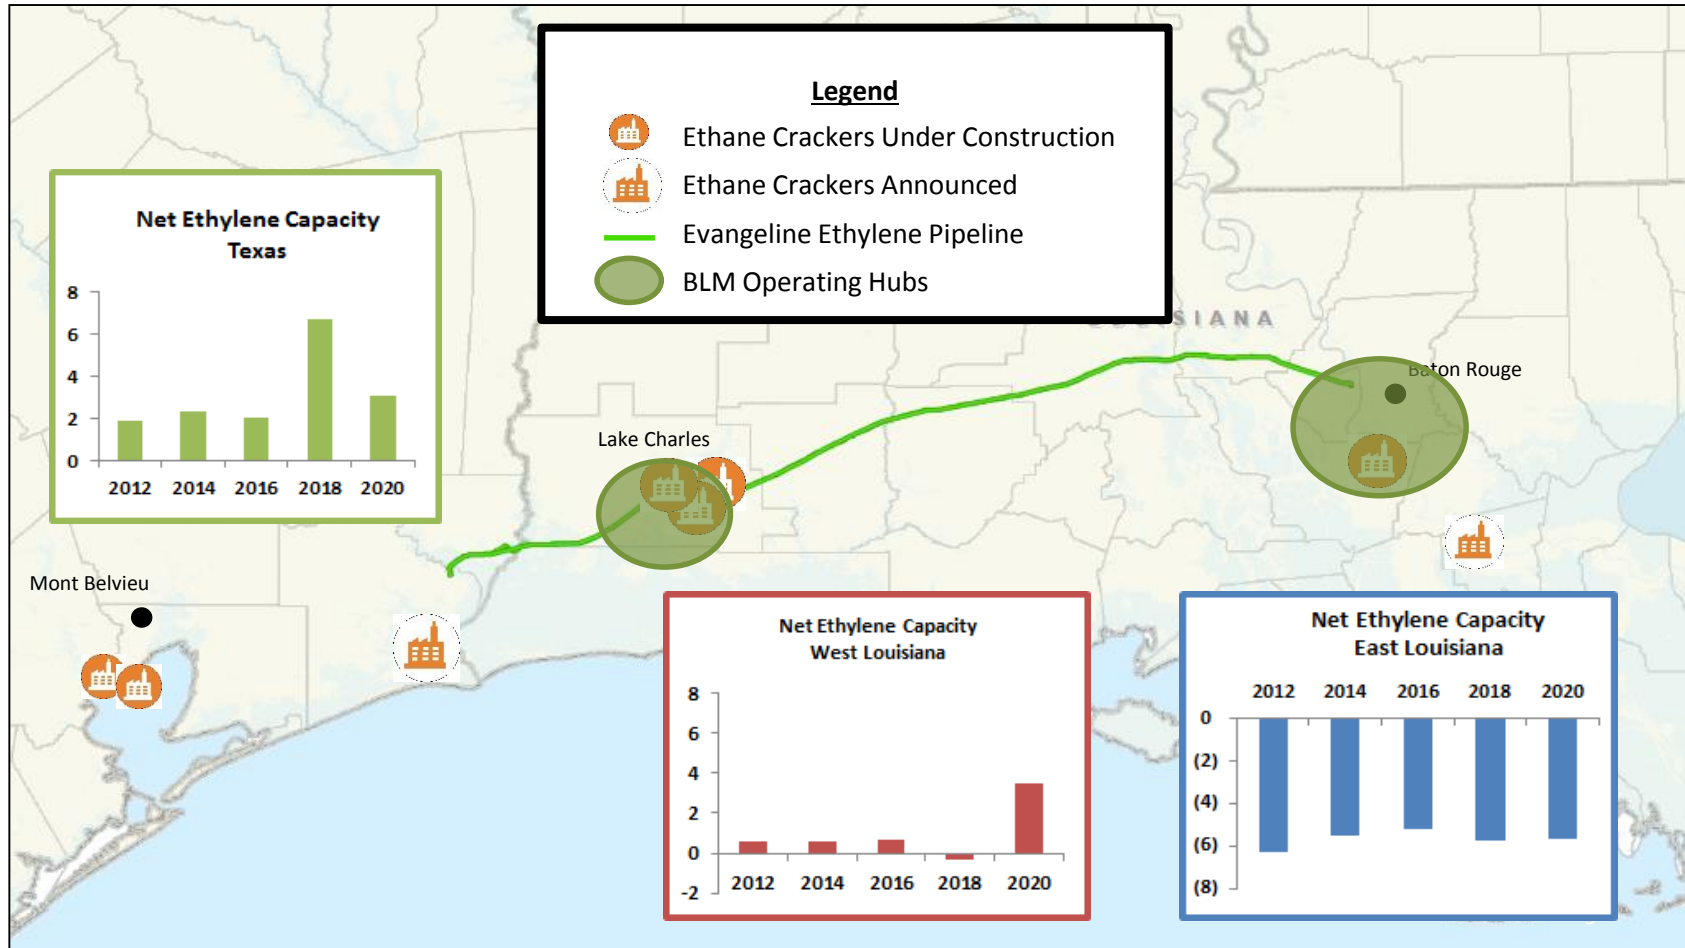 Legend
Ethane Crackers Under Construction
Ethane Crackers Announced
Evangeline Ethylene Pipeline
BLM Operating Hubs
Net Ethylene Capacity
Texas
8
6
4
2
0
2012 2014 2016 2018 2020
Baton Rouge
Lake Charles
Mont Belvieu
Net Ethylene Capacity
West Louisiana
8
6
4
2
0
-2
2012 2014 2016 2018 2020
Net Ethylene Capacity
East Louisiana
2012 2014 2016 2018 2020
0
(2)
(4)
(6)
(8)